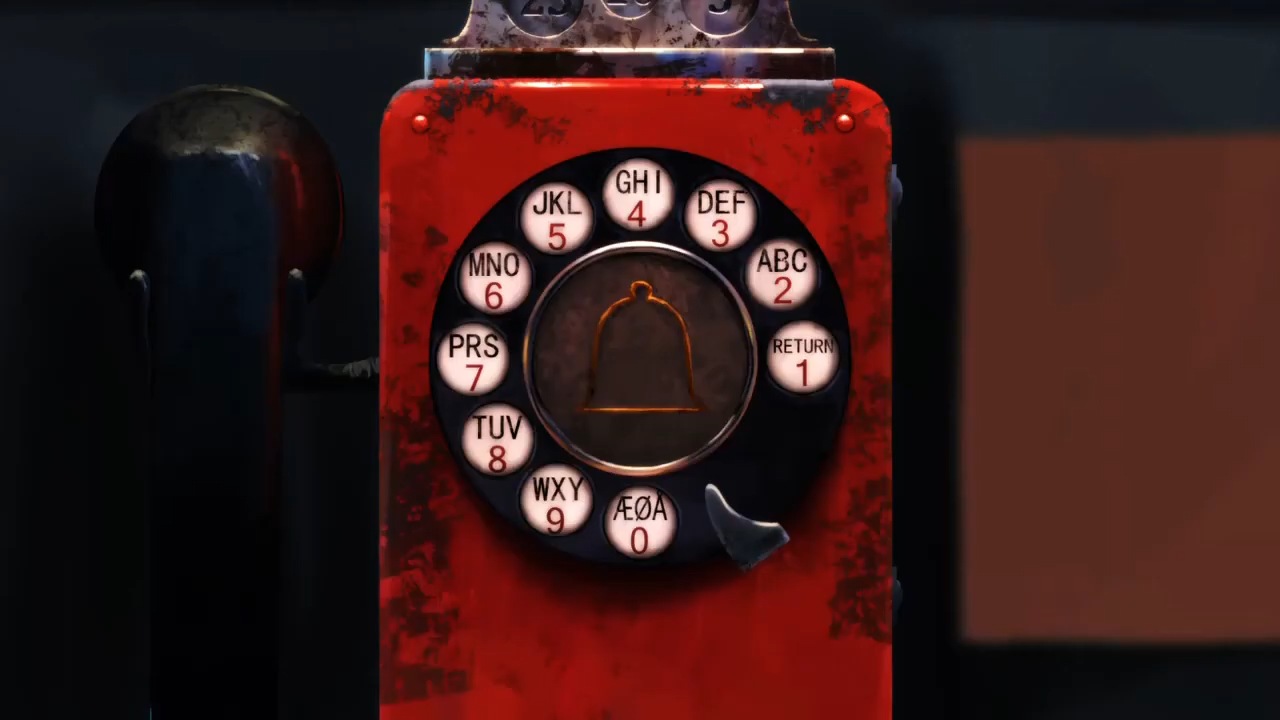 GHI
4
JKL
5
DEF
3
MNO
6
ABC
2
PRS
7
RETURN
1
TUV
8
WXY
9
ÆØÅ
0